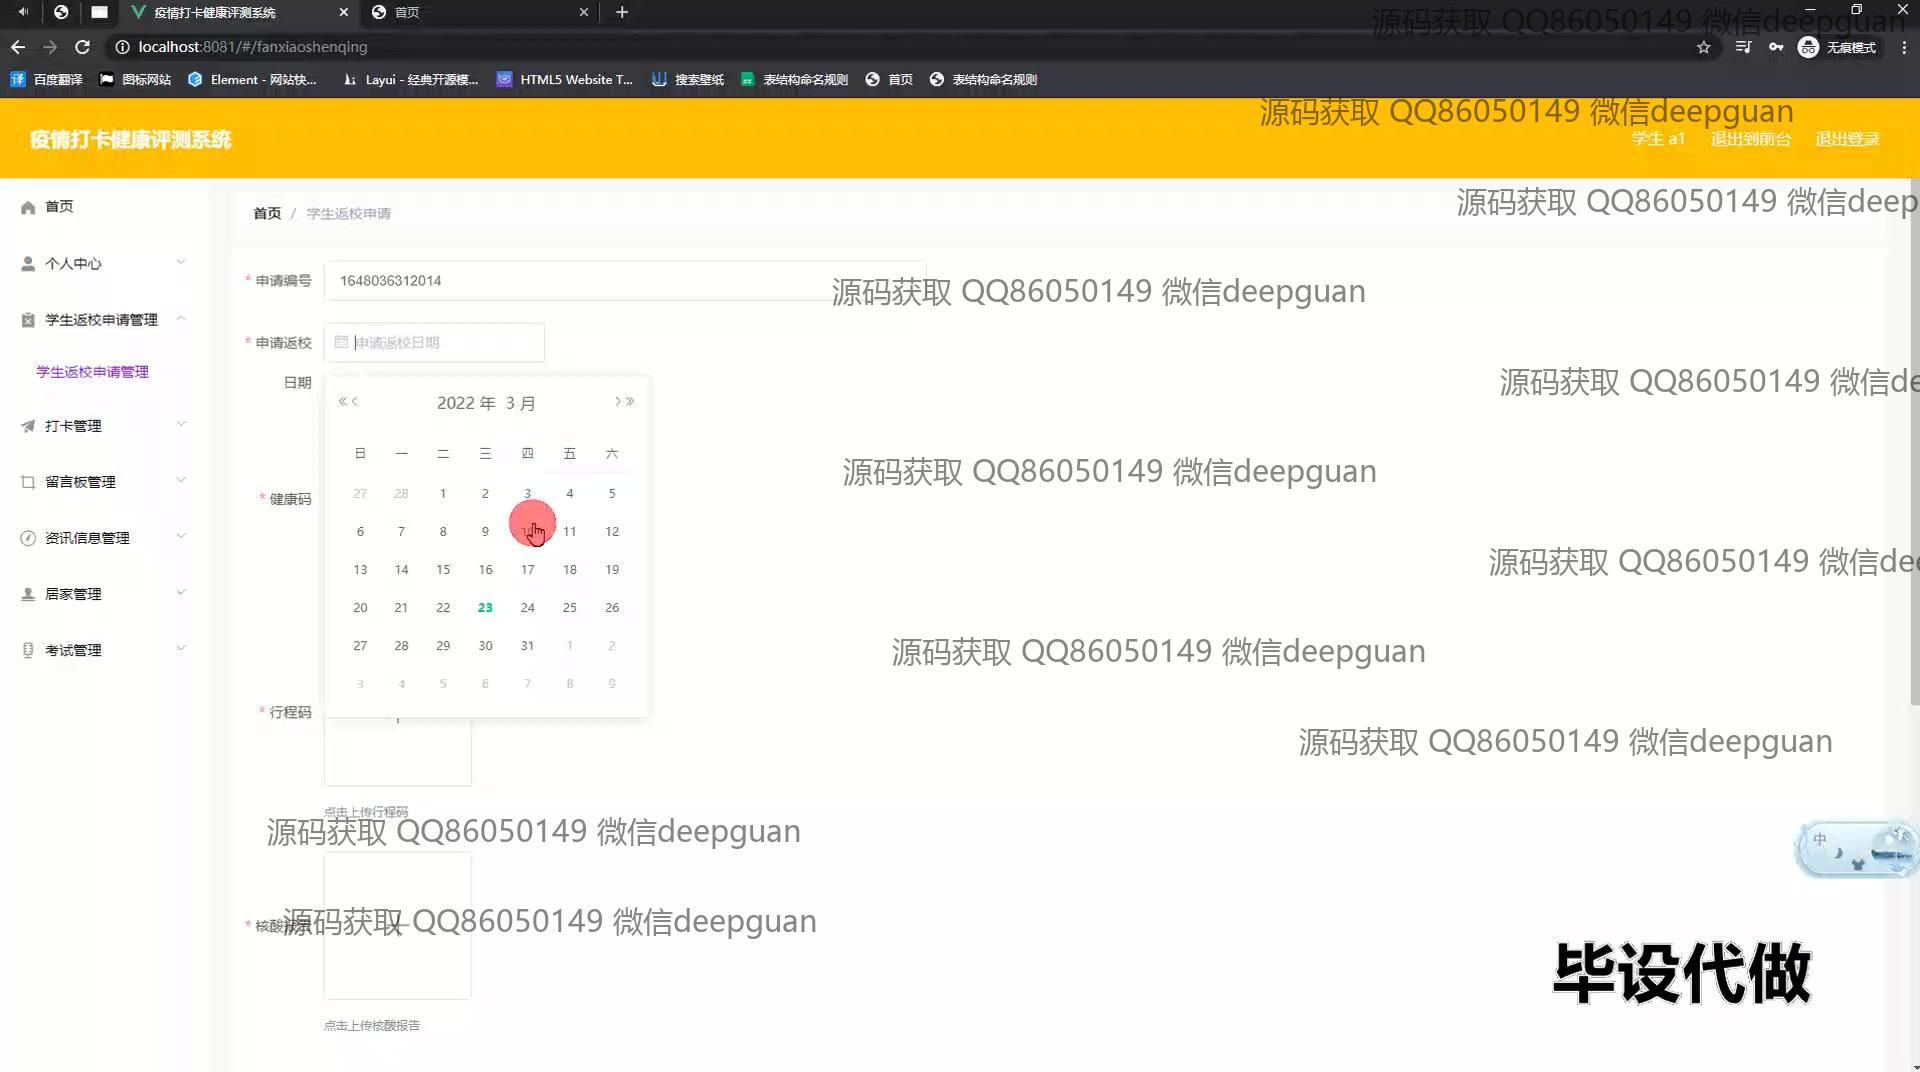 疫情打卡健康评测系统
首页
localhost:8081/#/fanxiaoshenqing
无痕模式
源码获取 QQ86050149 微信deepguan
百度翻译
图标网站
Element - 网站快...
Layui - 经典开源模...
HTML5 Website T...
搜索壁纸
表结构命名规则
首页
表结构命名规则
源码获取 QQ86050149 微信deepguan
疫情打卡健康评测系统
学生 a1
退出到前台
退出登录
源码获取 QQ86050149 微信deep
首页
首页 / 学生返校申请
个人中心
* 申请编号
1648036312014
源码获取 QQ86050149 微信deepguan
学生返校申请管理
* 申请返校
日期
申请返校日期
学生返校申请管理
源码获取 QQ86050149 微信de
2022 年 3 月
打卡管理
日 一 二 三 四 五 六
源码获取 QQ86050149 微信deepguan
留言板管理
* 健康码
27 28 1 2 3 4 5
6 7 8 9 10 11 12
资讯信息管理
源码获取 QQ86050149 微信de
13 14 15 16 17 18 19
居家管理
20 21 22 23 24 25 26
27 28 29 30 31 1 2
考试管理
源码获取 QQ86050149 微信deepguan
3 4 5 6 7 8 9
* 行程码
源码获取 QQ86050149 微信deepguan
点击上传行程码
源码获取 QQ86050149 微信deepguan
中
* 核酸
源码获取 QQ86050149 微信deepguan
毕设代做
点击上传核酸报告